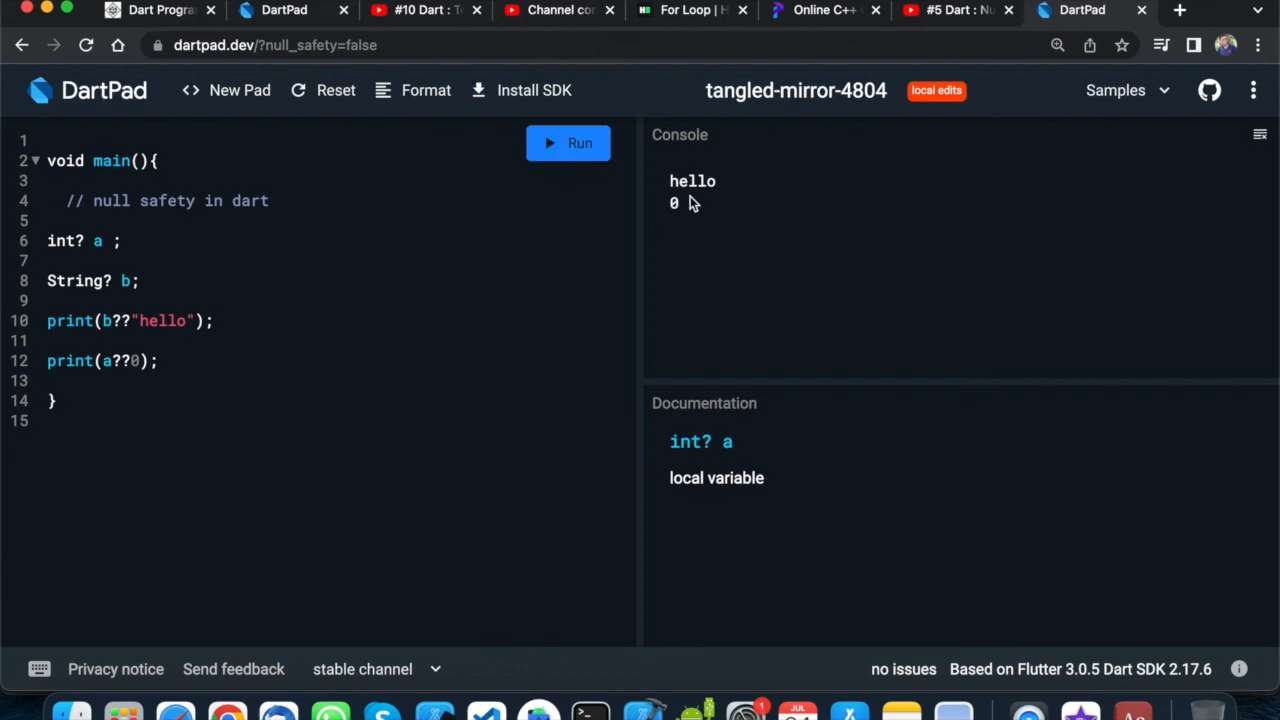 Dart Progra
DartPad
#10 Dart : T
Channel co
For Loop | H
Online C++
#5 Dart : Nu
DartPad
dartpad.dev/?null_safety=false
DartPad
New Pad
Reset
Format
Install SDK
tangled-mirror-4804
local edits
Samples
Run
1
2 void main(){
3
4 // null safety in dart
5
6 int? a ;
7
8 String? b;
9
10 print(b??"hello");
11
12 print(a??0);
13
14 }
15
Console
hello
0
Documentation
int? a
local variable
Privacy notice
Send feedback
stable channel
no issues
Based on Flutter 3.0.5 Dart SDK 2.17.6
1
JUL